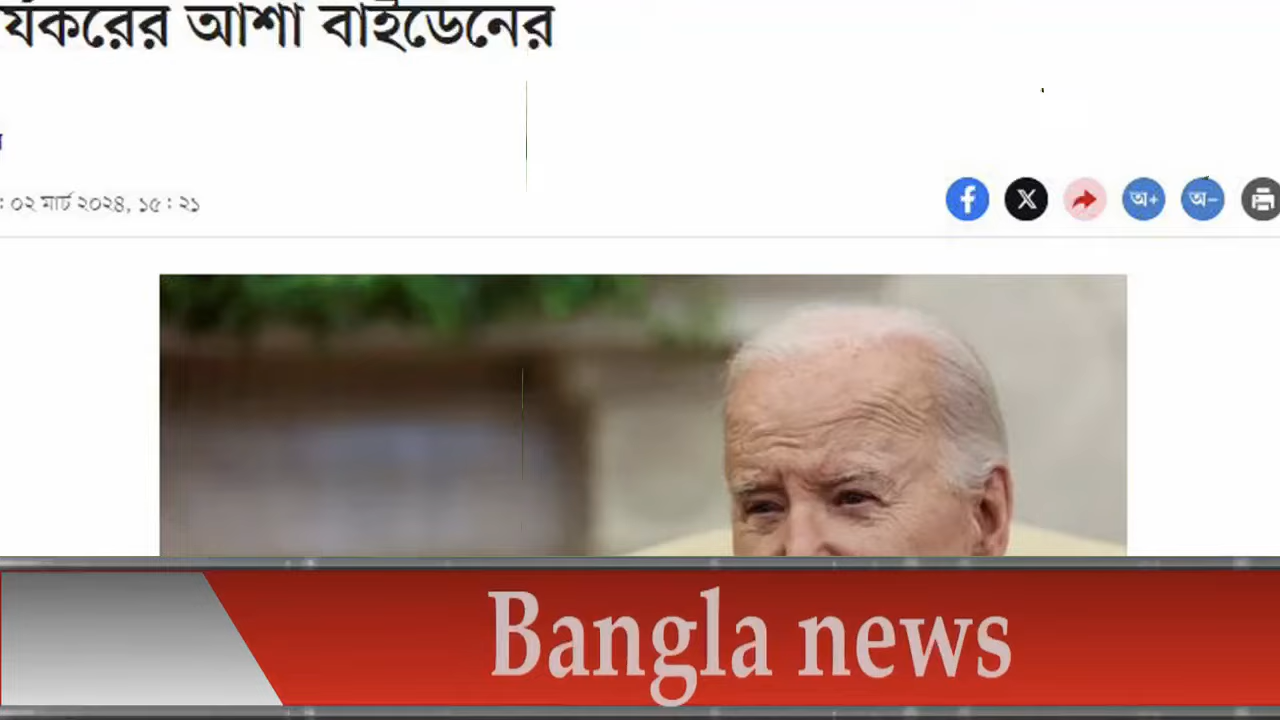 র্যকরের আশা বাইডেনের
: ০২ মার্চ ২০২৪, ১৫ : ২১
অ+ অ−
Bangla news